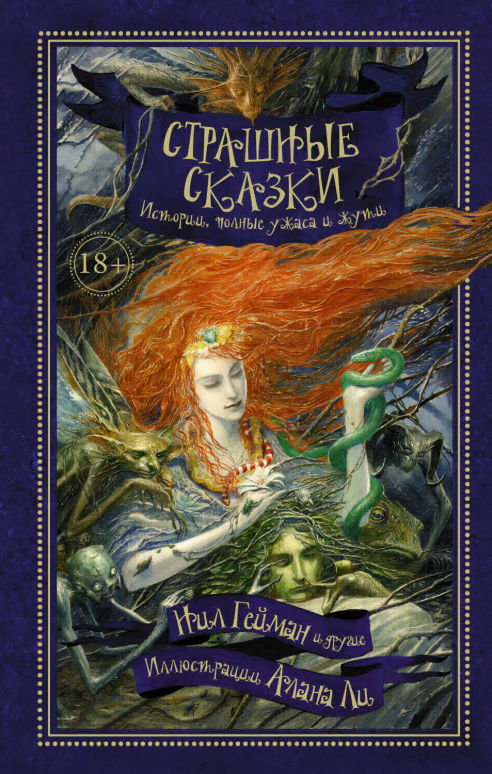 СТРАШНЫЕ
СКАЗКИ
Истории, полные ужаса и жути
18+
Нил Гейман и другие
Иллюстрации Алана Ли